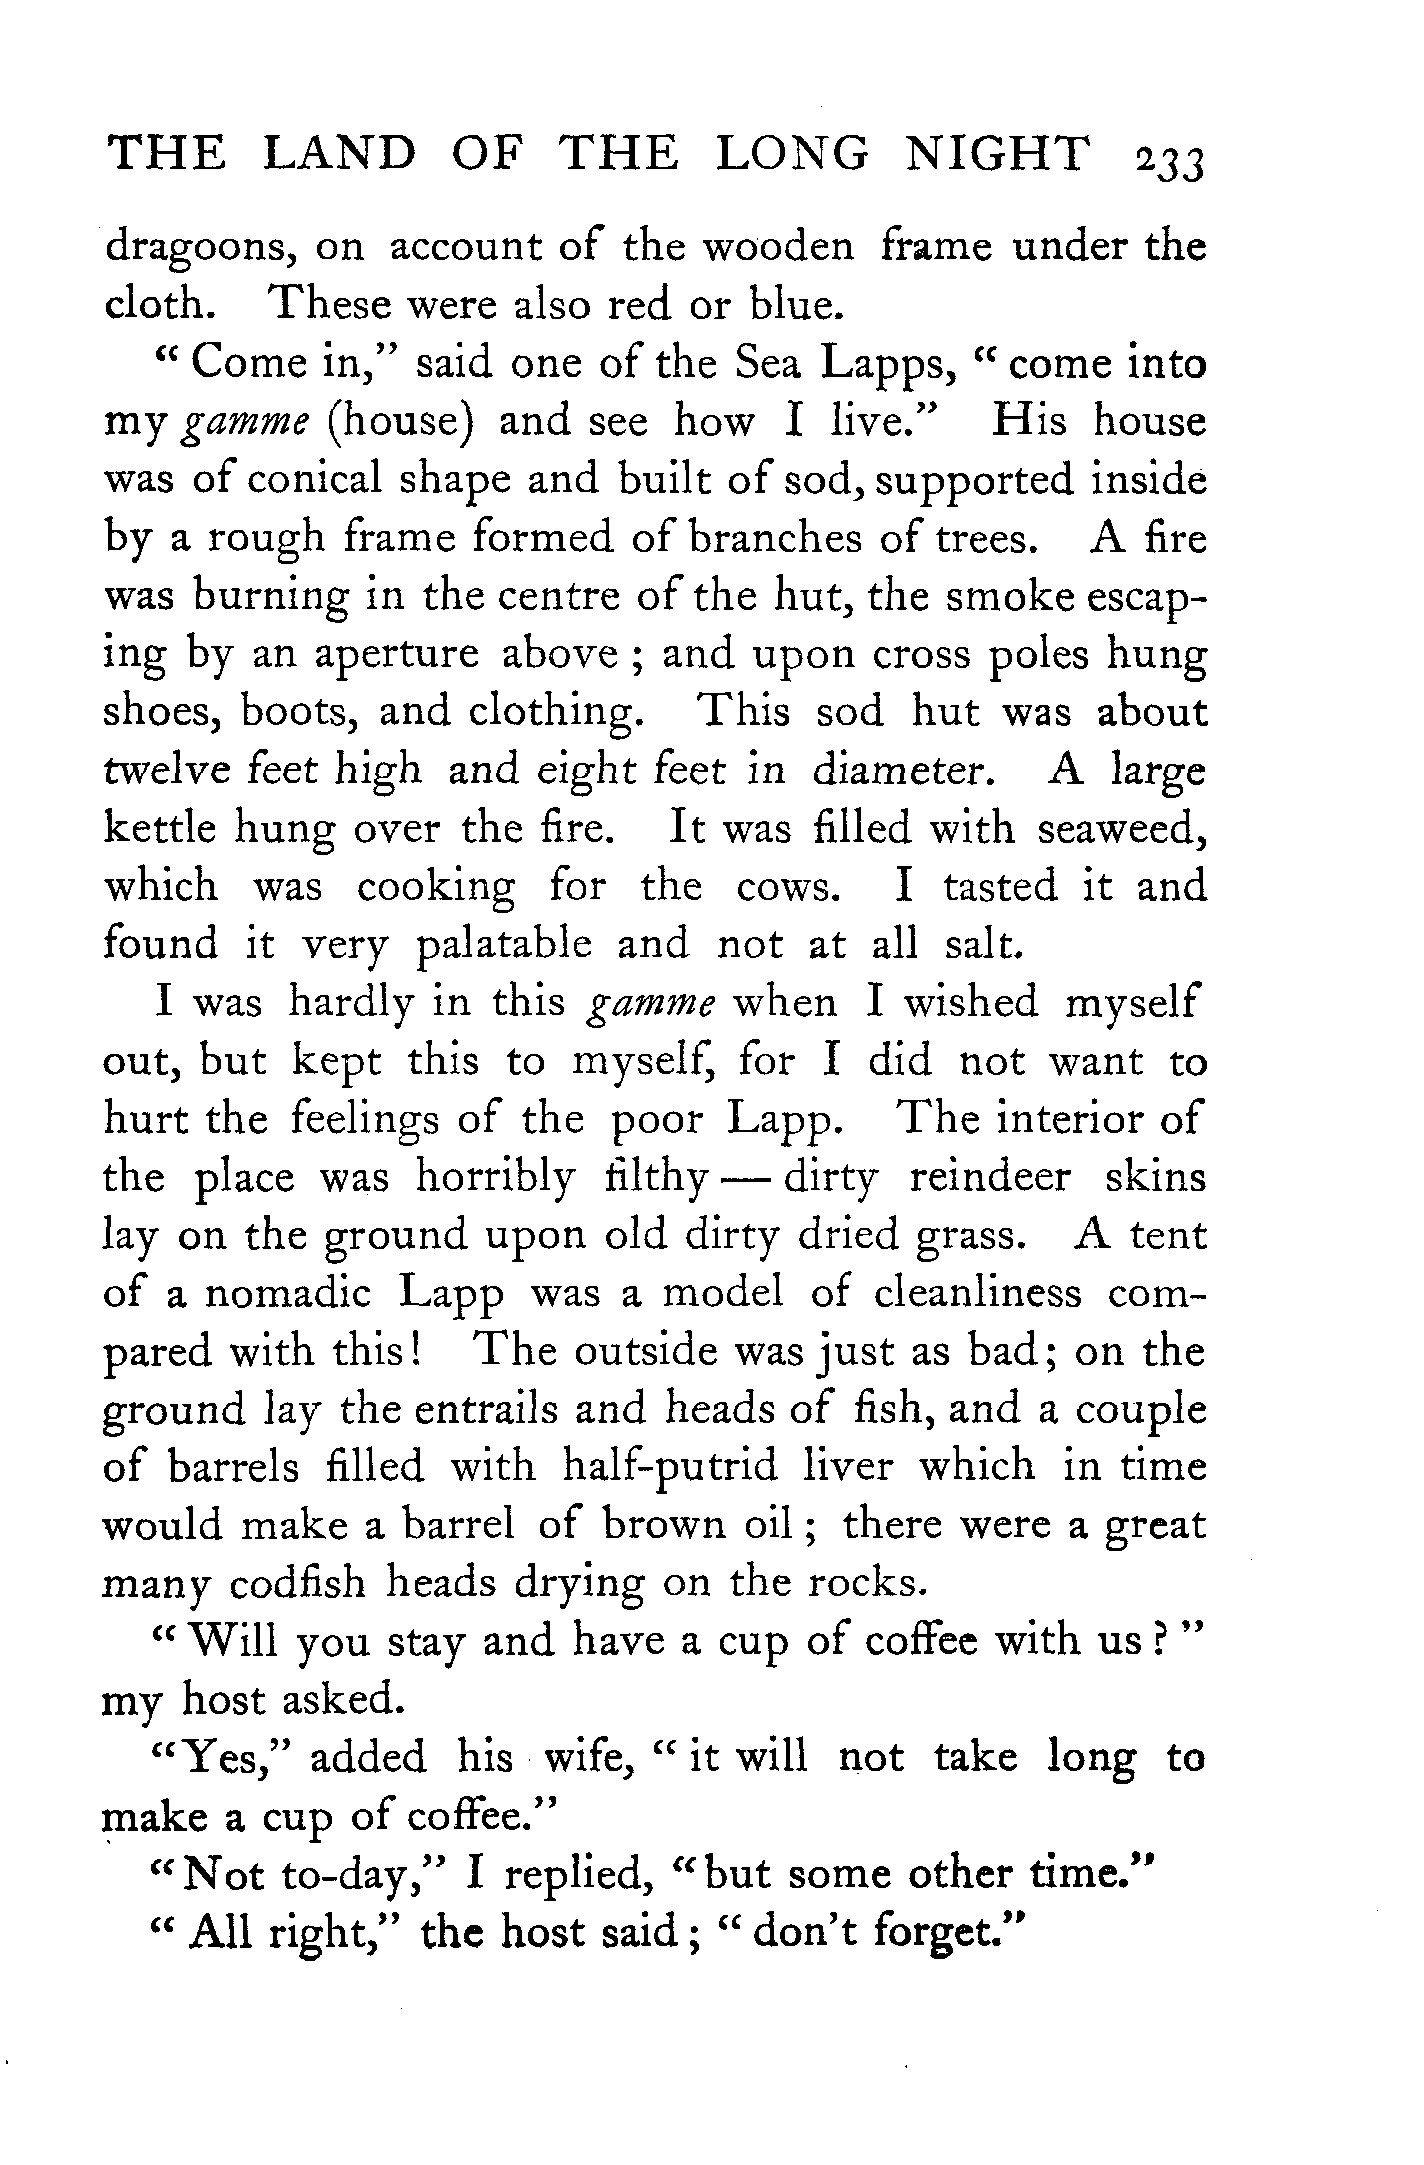 THE LAND OF THE LONG NIGHT 233
dragoons, on account of the wooden frame under the
cloth. These were also red or blue.
“Come in,” said one of the Sea Lapps, “come into
my gamme (house) and see how I live.” His house
was of conical shape and built of sod, supported inside
by a rough frame formed of branches of trees. A fire
was burning in the centre of the hut, the smoke escap-
ing by an aperture above; and upon cross poles hung
shoes, boots, and clothing. This sod hut was about
twelve feet high and eight feet in diameter. A large
kettle hung over the fire. It was filled with seaweed,
which was cooking for the cows. I tasted it and
found it very palatable and not at all salt.
I was hardly in this gamme when I wished myself
out, but kept this to myself, for I did not want to
hurt the feelings of the poor Lapp. The interior of
the place was horribly filthy — dirty reindeer skins
lay on the ground upon old dirty dried grass. A tent
of a nomadic Lapp was a model of cleanliness com-
pared with this! The outside was just as bad; on the
ground lay the entrails and heads of fish, and a couple
of barrels filled with half-putrid liver which in time
would make a barrel of brown oil; there were a great
many codfish heads drying on the rocks.
“Will you stay and have a cup of coffee with us?”
my host asked.
“Yes,” added his wife, “it will not take long to
make a cup of coffee.”
“Not to-day,” I replied, “but some other time.”
“All right,” the host said; “don’t forget.”